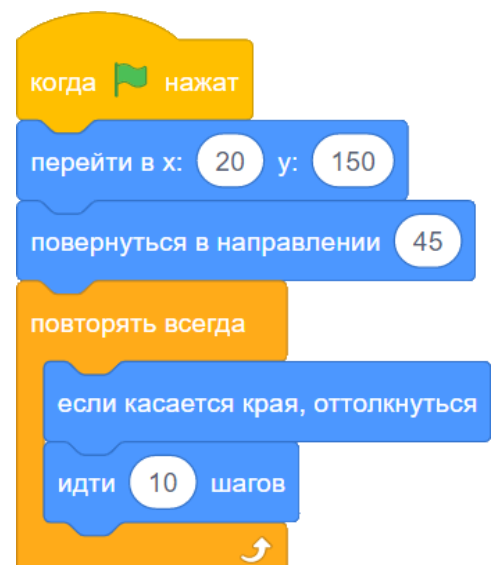 когда нажат
перейти в x: 20 y: 150
повернуться в направлении 45
повторять всегда
если касается края, оттолкнуться
идти 10 шагов